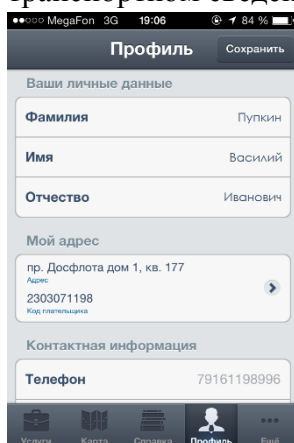 MegaFon 3G 19:06 84 %
Профиль Сохранить
Ваши личные данные
Фамилия Пупкин
Имя Василий
Отчество Иванович
Мой адрес
пр. Досфлота дом 1, кв. 177
Адрес
2303071198
Код плательщика
Контактная информация
Телефон 79161198996
Услуги Карта Справка Профиль Ещё